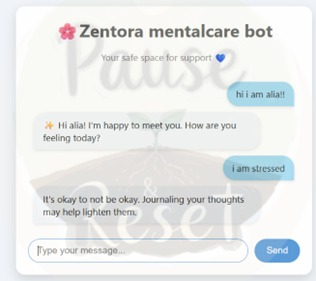 🌸 Zentora mentalcare bot
Your safe space for support 💙
Pause
hi i am alia!!
✨ Hi alia! I'm happy to meet you. How are you
feeling today?
i am stressed
It's okay to not be okay. Journaling your thoughts
may help lighten them.
&
Reset
Type your message...
Send